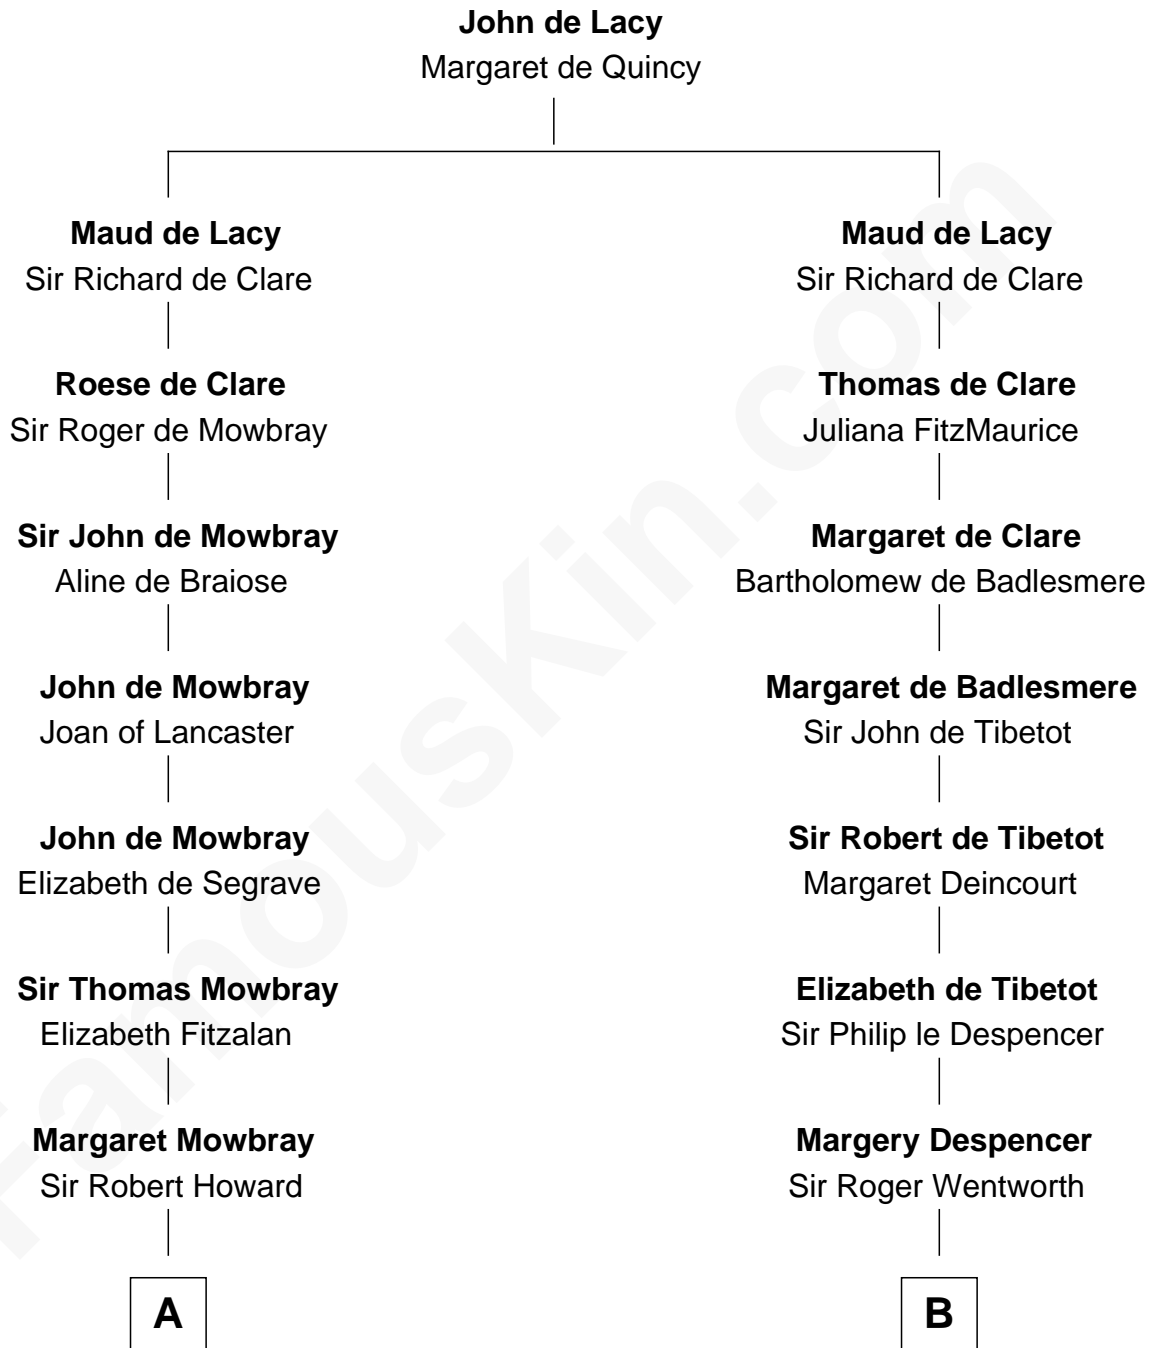 John de Lacy
Margaret de Quincy
Maud de Lacy
Sir Richard de Clare
Maud de Lacy
Sir Richard de Clare
Roese de Clare
Sir Roger de Mowbray
Thomas de Clare
Juliana FitzMaurice
Sir John de Mowbray
Aline de Braiose
Margaret de Clare
Bartholomew de Badlesmere
John de Mowbray
Joan of Lancaster
Margaret de Badlesmere
Sir John de Tibetot
John de Mowbray
Elizabeth de Segrave
Sir Robert de Tibetot
Margaret Deincourt
Sir Thomas Mowbray
Elizabeth Fitzalan
Elizabeth de Tibetot
Sir Philip le Despencer
Margaret Mowbray
Sir Robert Howard
Margery Despencer
Sir Roger Wentworth
A
B
FamousKin.com